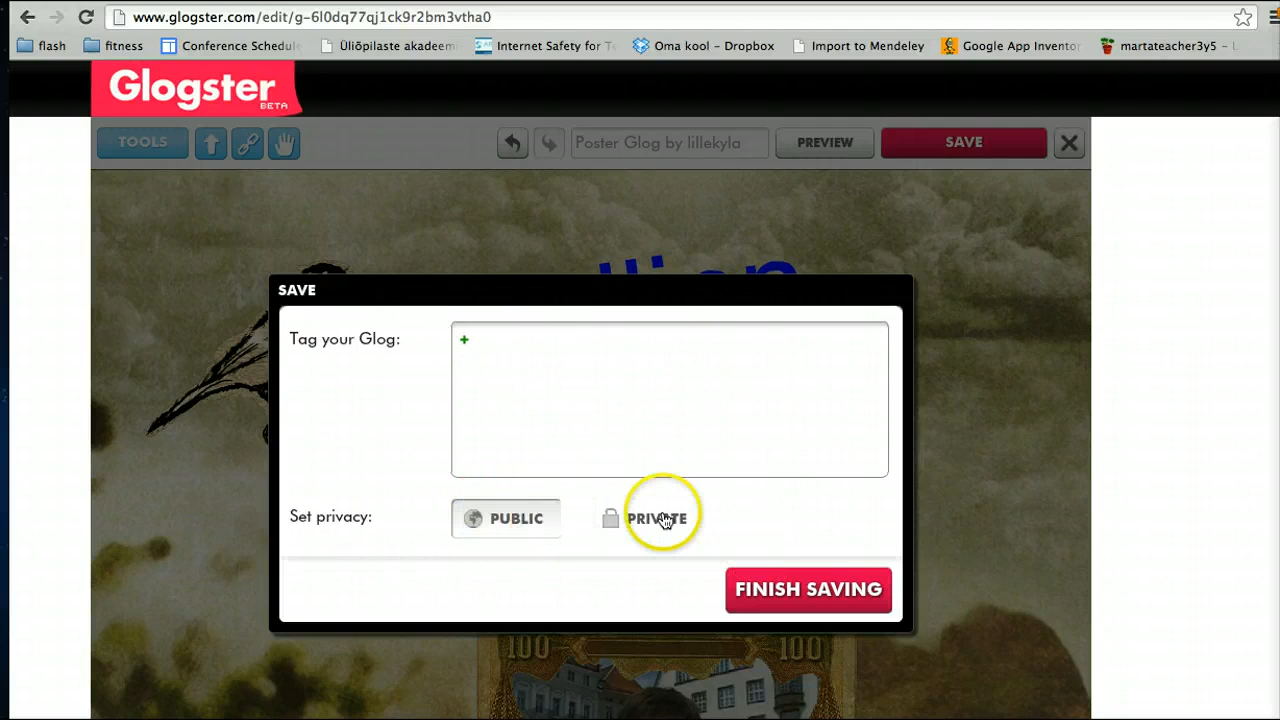 www.glogster.com/edit/g-6l0dq77qj1ck9r2bm3vtha0
flash fitness Conference Schedul Üliõpilaste akadeem Internet Safety for T Oma kool – Dropbox Import to Mendeley Google App Inventor martateacher3y5 – L
Glogster
BETA
TOOLS Poster Glog by lillekyla PREVIEW SAVE
SAVE
Tag your Glog:
Set privacy: PUBLIC PRIVATE
FINISH SAVING
100 100